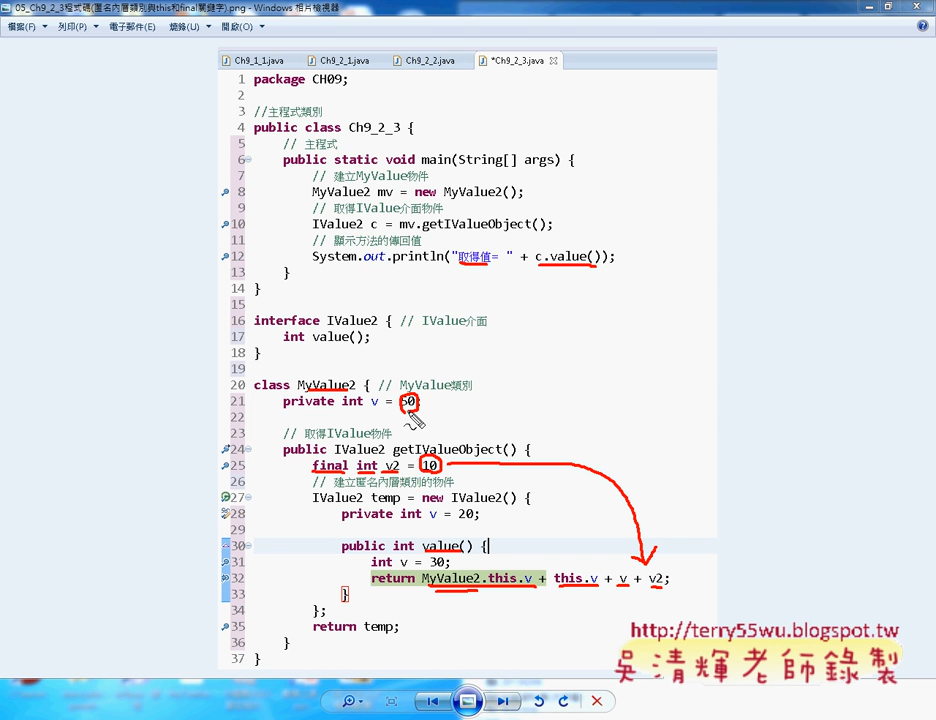 05_Ch9_2_3程式碼(匿名內層類別與this和final關鍵字).png - Windows 相片檢視器
檔案(F) 列印(P) 電子郵件(E) 燒錄(U) 開啟(O)
Ch9_1_1.java Ch9_2_1.java Ch9_2_2.java *Ch9_2_3.java
1 package CH09;
2
3 //主程式類別
4 public class Ch9_2_3 {
5 // 主程式
6 public static void main(String[] args) {
7 // 建立MyValue物件
8 MyValue2 mv = new MyValue2();
9 // 取得IValue介面物件
10 IValue2 c = mv.getIValueObject();
11 // 顯示方法的傳回值
12 System.out.println("取得值= " + c.value());
13 }
14 }
15
16 interface IValue2 { // IValue介面
17 int value();
18 }
19
20 class MyValue2 { // MyValue類別
21 private int v = 50;
22
23 // 取得IValue物件
24 public IValue2 getIValueObject() {
25 final int v2 = 10
26 // 建立匿名內層類別的物件
27 IValue2 temp = new IValue2() {
28 private int v = 20;
29
30 public int value() {
31 int v = 30;
32 return MyValue2.this.v + this.v + v + v2;
33 }
34 };
35 return temp;
36 }
37 }
http://terry55wu.blogspot.tw
吳清輝老師錄製